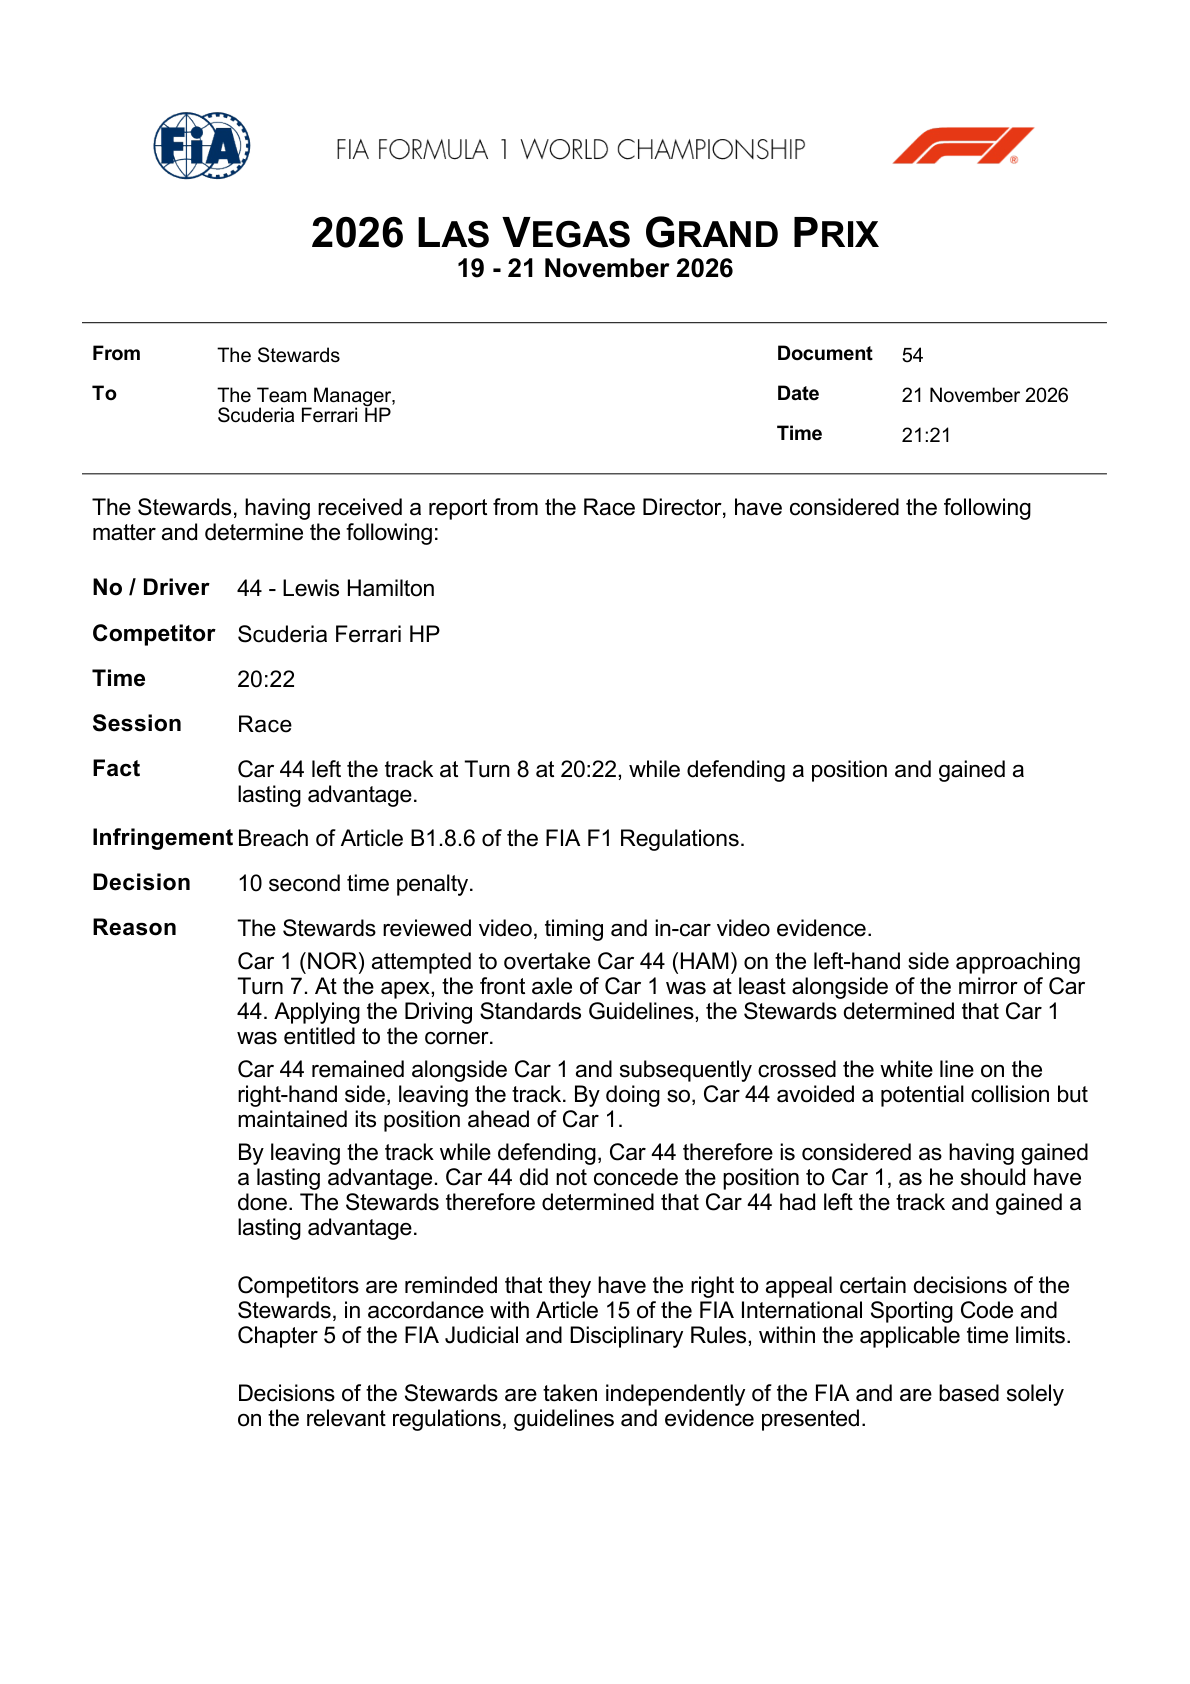 FIA
FIA FORMULA 1 WORLD CHAMPIONSHIP
F1®
2026 LAS VEGAS GRAND PRIX
19 - 21 November 2026
From The Stewards Document 54
To The Team Manager, Date 21 November 2026
Scuderia Ferrari HP
Time 21:21
The Stewards, having received a report from the Race Director, have considered the following
matter and determine the following:
No / Driver 44 - Lewis Hamilton
Competitor Scuderia Ferrari HP
Time 20:22
Session Race
Fact Car 44 left the track at Turn 8 at 20:22, while defending a position and gained a
lasting advantage.
Infringement Breach of Article B1.8.6 of the FIA F1 Regulations.
Decision 10 second time penalty.
Reason The Stewards reviewed video, timing and in-car video evidence.
Car 1 (NOR) attempted to overtake Car 44 (HAM) on the left-hand side approaching
Turn 7. At the apex, the front axle of Car 1 was at least alongside of the mirror of Car
44. Applying the Driving Standards Guidelines, the Stewards determined that Car 1
was entitled to the corner.
Car 44 remained alongside Car 1 and subsequently crossed the white line on the
right-hand side, leaving the track. By doing so, Car 44 avoided a potential collision but
maintained its position ahead of Car 1.
By leaving the track while defending, Car 44 therefore is considered as having gained
a lasting advantage. Car 44 did not concede the position to Car 1, as he should have
done. The Stewards therefore determined that Car 44 had left the track and gained a
lasting advantage.
Competitors are reminded that they have the right to appeal certain decisions of the
Stewards, in accordance with Article 15 of the FIA International Sporting Code and
Chapter 5 of the FIA Judicial and Disciplinary Rules, within the applicable time limits.
Decisions of the Stewards are taken independently of the FIA and are based solely
on the relevant regulations, guidelines and evidence presented.